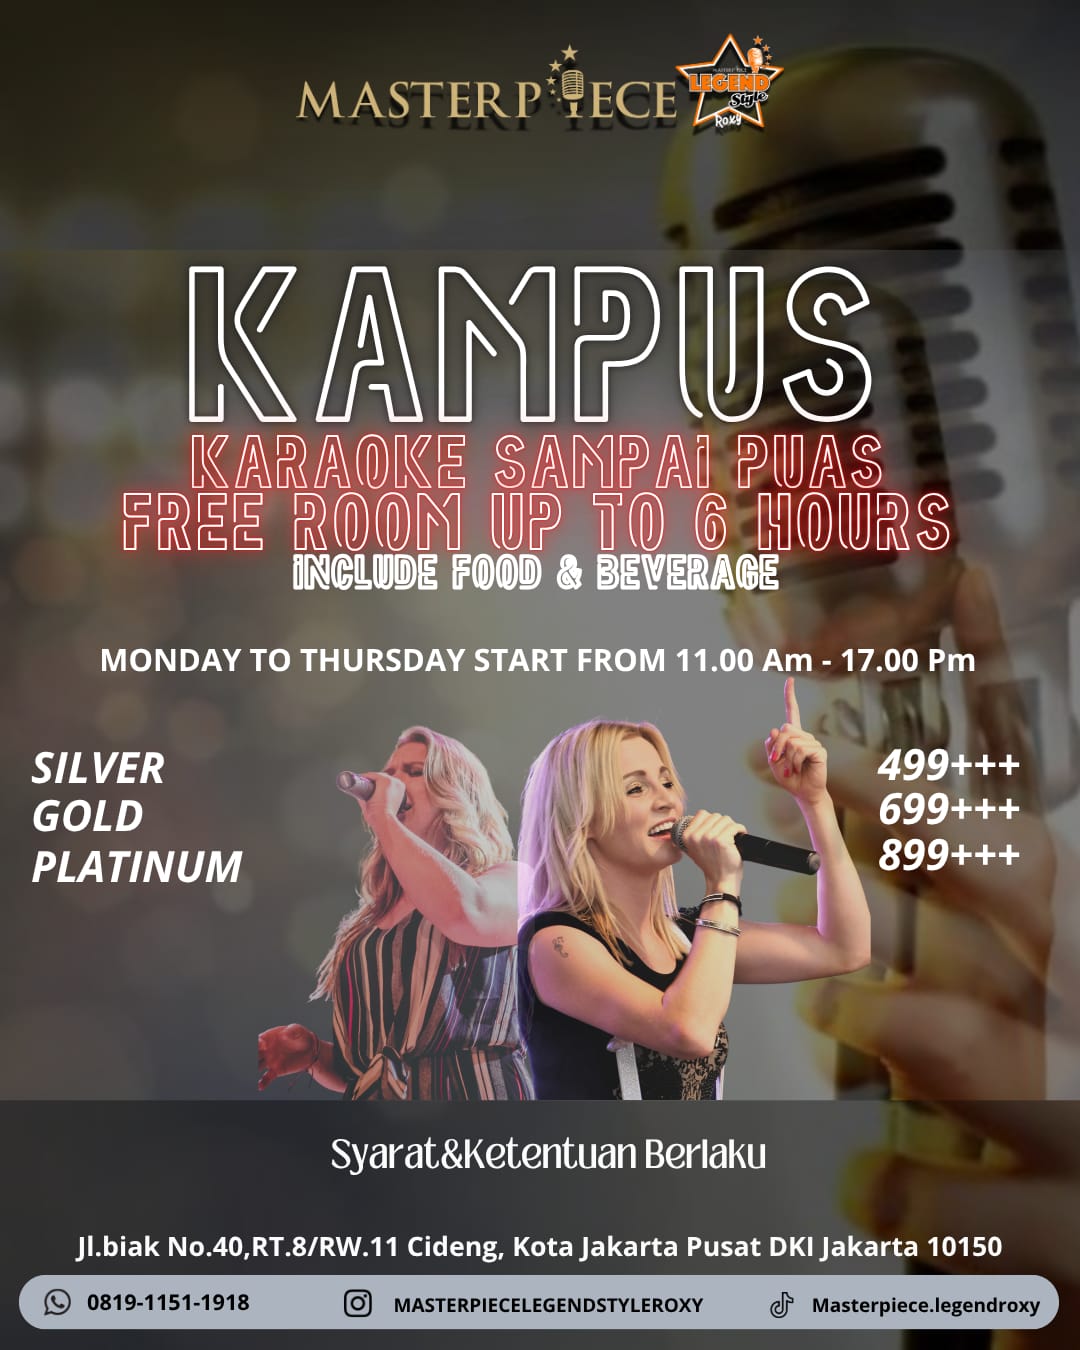 MASTERPIECE
MASTERPIECE
LEGEND
Style
Roxy
KAMPUS
KARAOKE SAMPAi PUAS
FREE ROOM UP TO 6 HOURS
iNCLUDE FOOD & BEVERAGE
MONDAY TO THURSDAY START FROM 11.00 Am - 17.00 Pm
SILVER 499+++
GOLD 699+++
PLATINUM 899+++
Syarat&Ketentuan Berlaku
Jl.biak No.40,RT.8/RW.11 Cideng, Kota Jakarta Pusat DKI Jakarta 10150
0819-1151-1918 MASTERPIECELEGENDSTYLEROXY Masterpiece.legendroxy